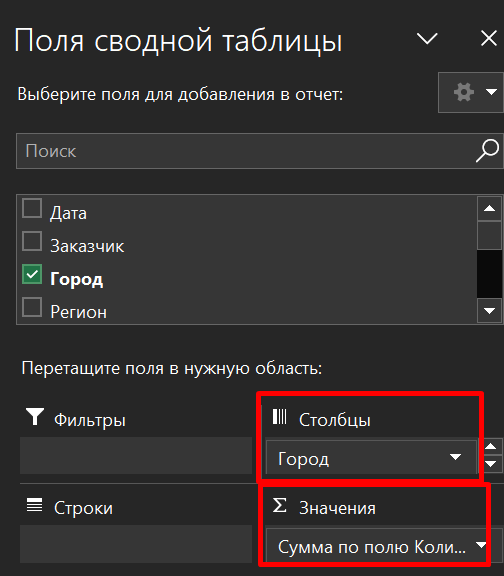 Поля сводной таблицы
Выберите поля для добавления в отчет:
Поиск
Дата
Заказчик
Город
Регион
Перетащите поля в нужную область:
Фильтры
Столбцы
Город
Строки
Σ Значения
Сумма по полю Коли...